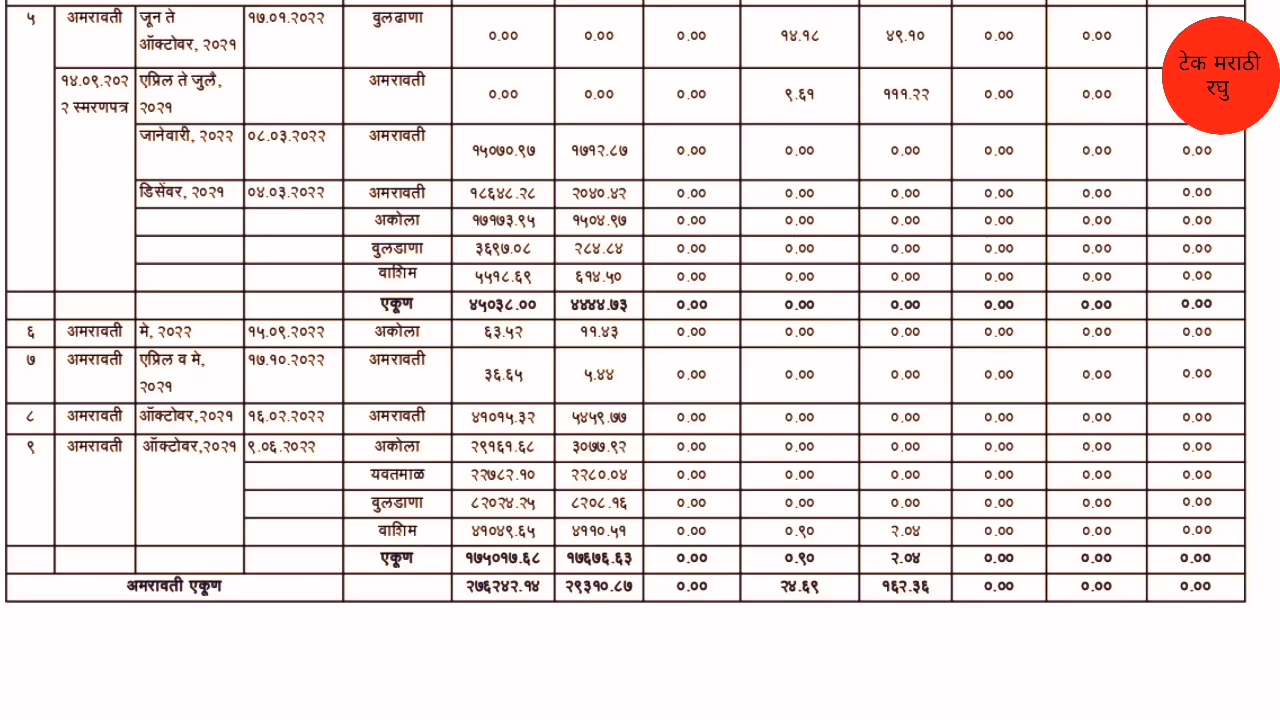 ५ अमरावती जून ते १७.०१.२०२२ वुलढाणा ०.०० ०.०० ०.०० १४.१८ ४९.१० ०.०० ०.००
ऑक्टोवर, २०२१
टेक मराठी
रघु
१४.०९.२०२ एप्रिल ते जुलै, अमरावती ०.०० ०.०० ०.०० ९.६१ १११.२२ ०.०० ०.००
२ स्मरणपत्र २०२१
जानेवारी, २०२२ ०८.०३.२०२२ अमरावती १५०७०.९७ १७१२.८७ ०.०० ०.०० ०.०० ०.०० ०.०० ०.००
डिसेंवर, २०२१ ०४.०३.२०२२ अमरावती १८६४८.२८ २०४०.४२ ०.०० ०.०० ०.०० ०.०० ०.०० ०.००
अकोला १७१७३.९५ १५०४.९७ ०.०० ०.०० ०.०० ०.०० ०.०० ०.००
वुलडाणा ३६९७.०८ २८४.८४ ०.०० ०.०० ०.०० ०.०० ०.०० ०.००
वाशिम ५५१८.६९ ६१४.५० ०.०० ०.०० ०.०० ०.०० ०.०० ०.००
एकूण ४५०३८.०० ४४४४.७३ ०.०० ०.०० ०.०० ०.०० ०.०० ०.००
६ अमरावती मे, २०२२ १५.०९.२०२२ अकोला ६३.५२ ११.४३ ०.०० ०.०० ०.०० ०.०० ०.०० ०.००
७ अमरावती एप्रिल व मे, १७.१०.२०२२ अमरावती ३६.६५ ५.४४ ०.०० ०.०० ०.०० ०.०० ०.०० ०.००
२०२१
८ अमरावती ऑक्टोवर,२०२१ १६.०२.२०२२ अमरावती ४१०१५.३२ ५४५९.७७ ०.०० ०.०० ०.०० ०.०० ०.०० ०.००
९ अमरावती ऑक्टोवर,२०२१ ९.०६.२०२२ अकोला २९१६१.६८ ३०७७.९२ ०.०० ०.०० ०.०० ०.०० ०.०० ०.००
यवतमाळ २२७८२.१० २२८०.०४ ०.०० ०.०० ०.०० ०.०० ०.०० ०.००
वुलडाणा ८२०२४.२५ ८२०८.१६ ०.०० ०.०० ०.०० ०.०० ०.०० ०.००
वाशिम ४१०४९.६५ ४११०.५१ ०.०० ०.९० २.०४ ०.०० ०.०० ०.००
एकूण १७५०१७.६८ १७६७६.६३ ०.०० ०.९० २.०४ ०.०० ०.०० ०.००
अमरावती एकूण २७६२४२.१४ २९३१०.८७ ०.०० २४.६९ १६२.३६ ०.०० ०.०० ०.००